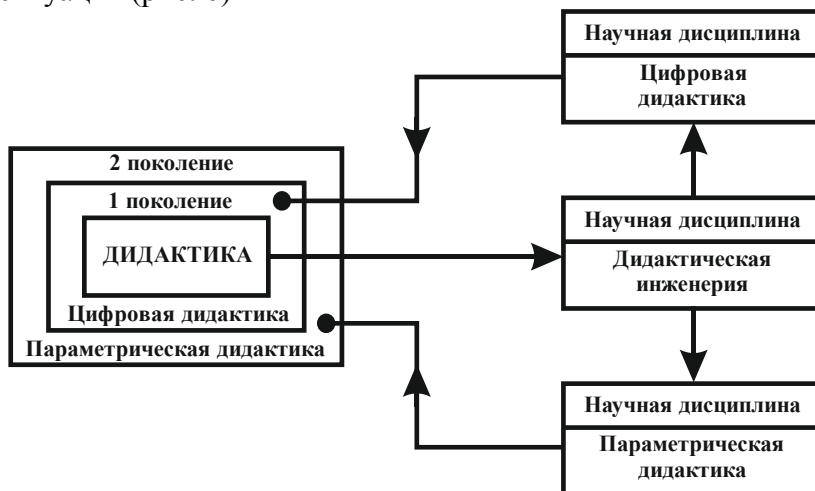 Научная дисциплина
Цифровая
дидактика
2 поколение
1 поколение
ДИДАКТИКА
Цифровая дидактика
Параметрическая дидактика
Научная дисциплина
Дидактическая
инженерия
Научная дисциплина
Параметрическая
дидактика